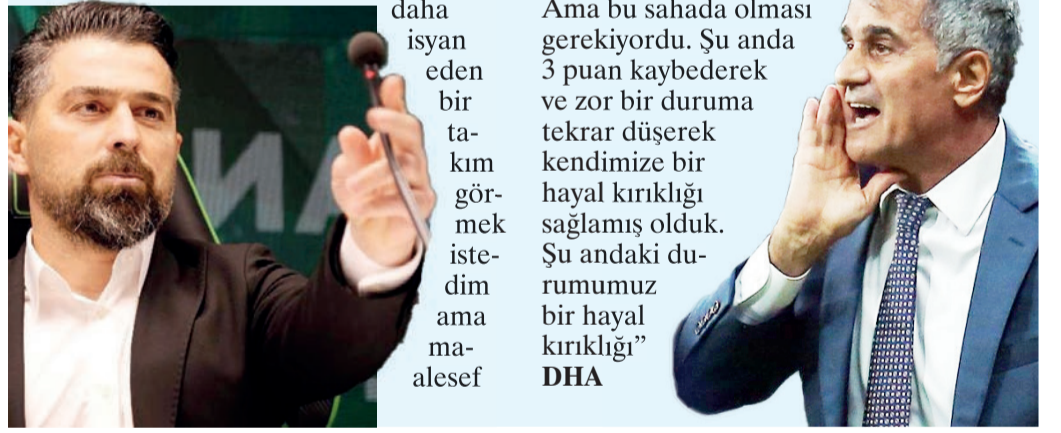 daha
isyan
eden
bir
ta-
kım
gör-
mek
iste-
dim
ama
ma-
alesef
Ama bu sahada olması
gerekiyordu. Şu anda
3 puan kaybederek
ve zor bir duruma
tekrar düşerek
kendimize bir
hayal kırıklığı
sağlamış olduk.
Şu andaki du-
rumumuz
bir hayal
kırıklığı”
DHA